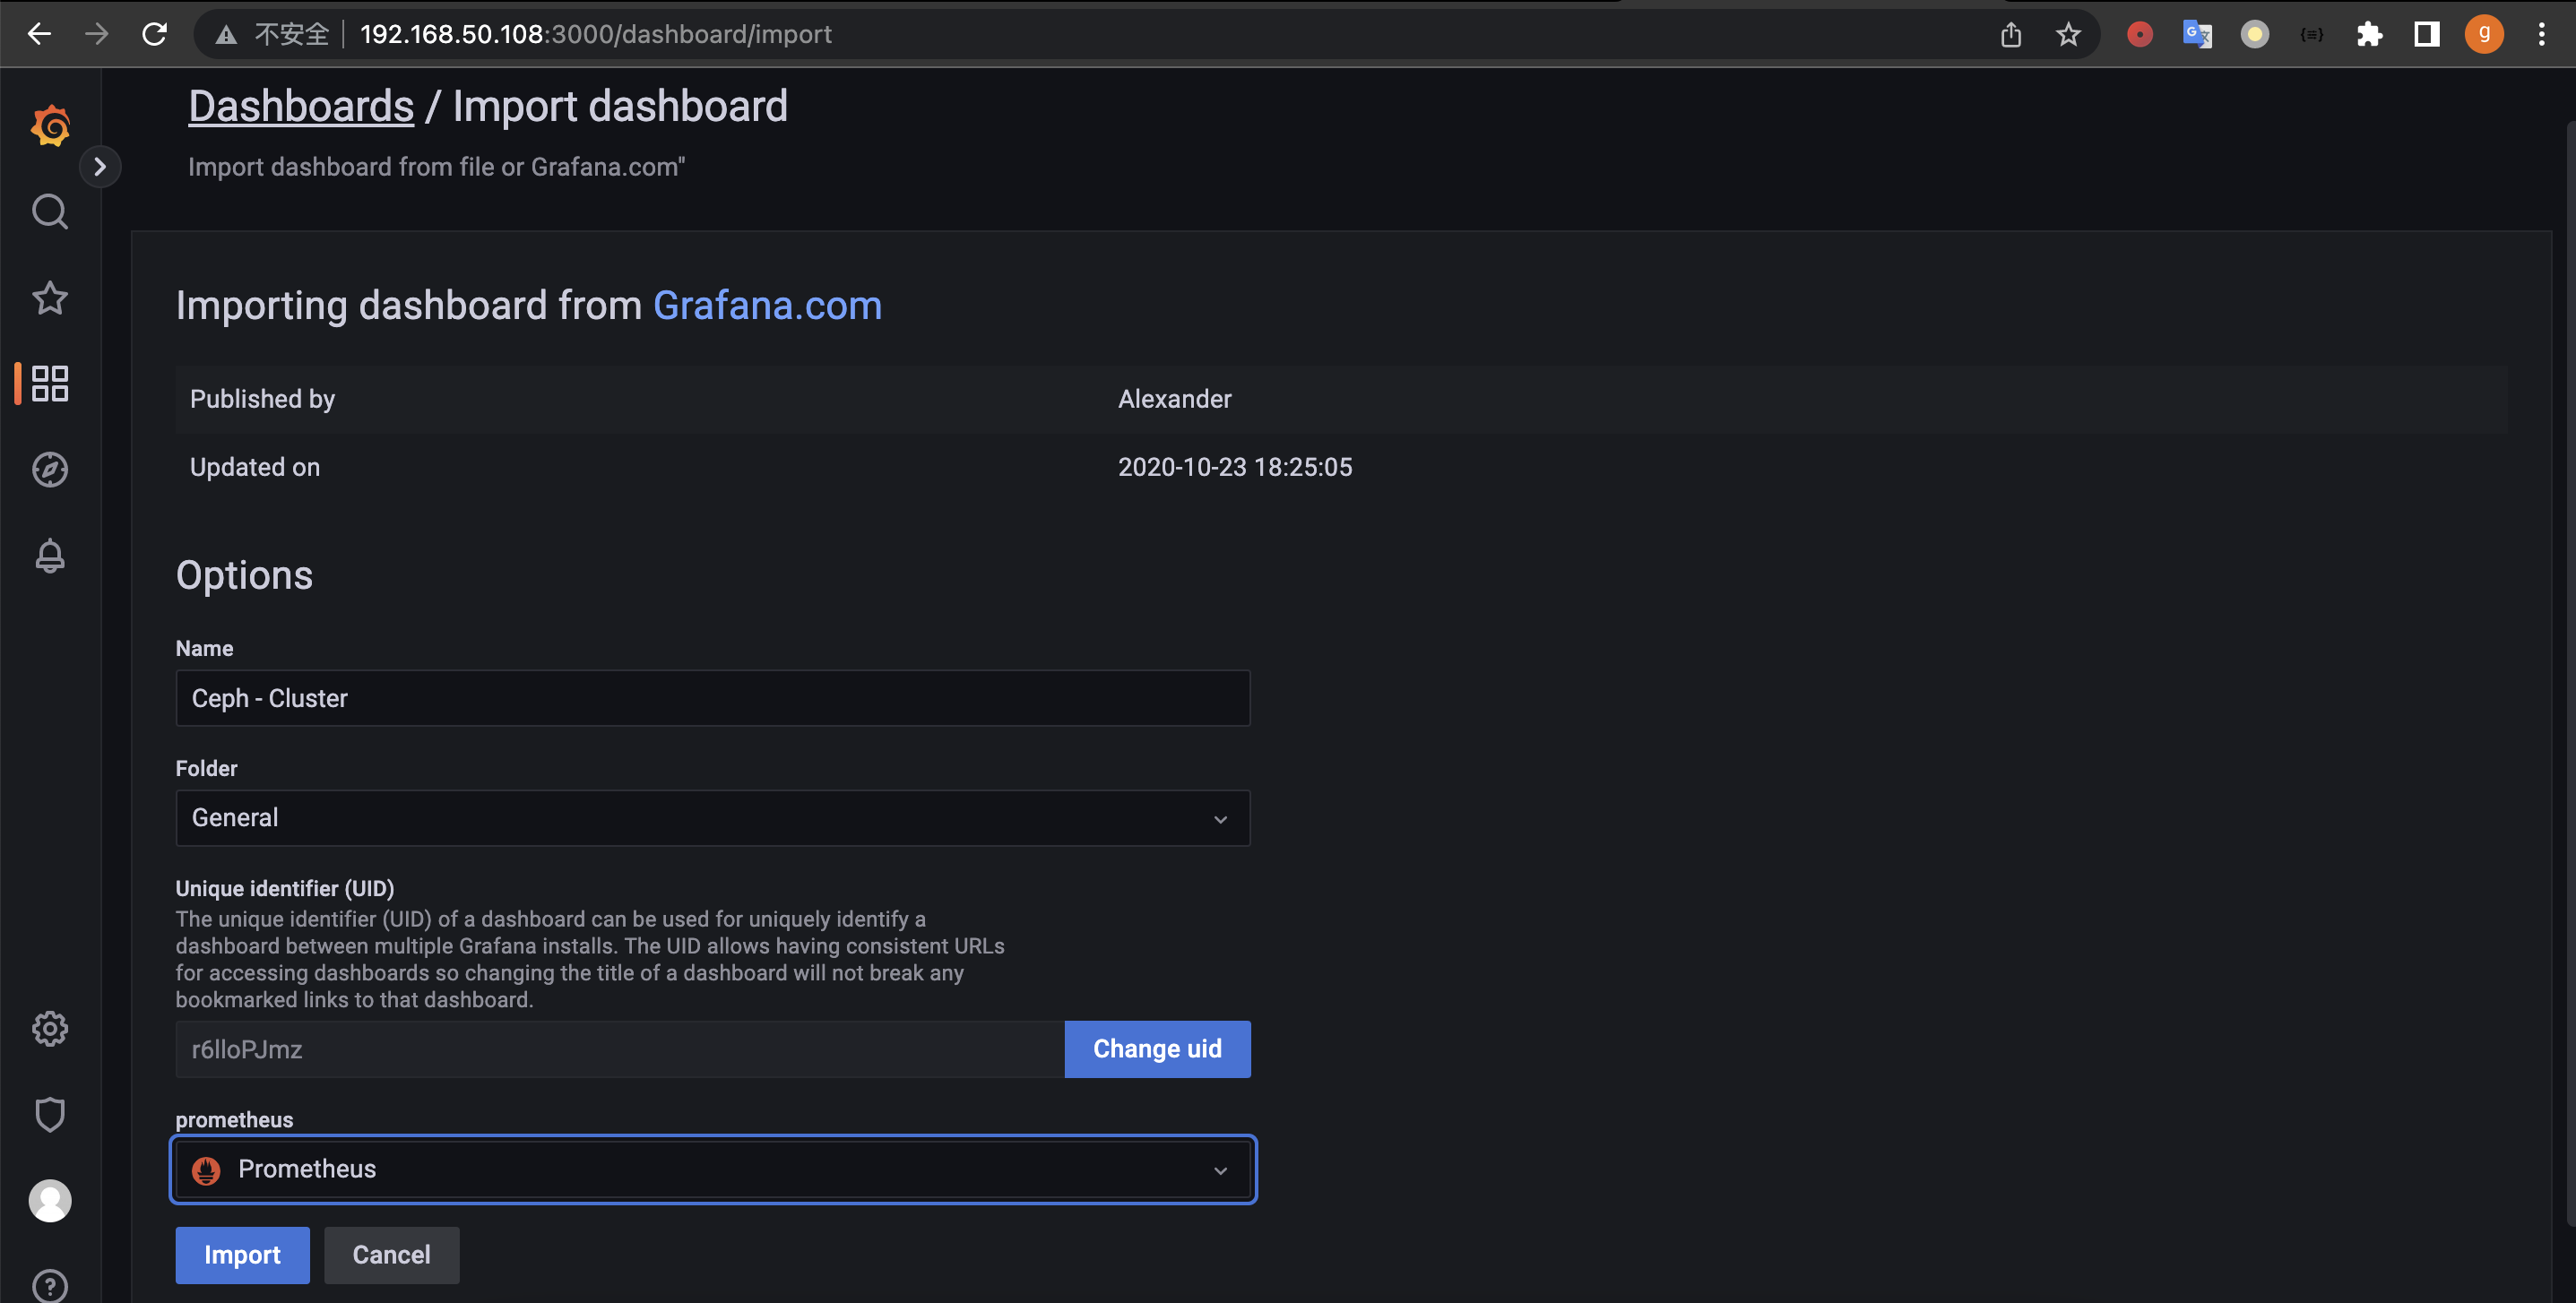 不安全 192.168.50.108:3000/dashboard/import
g
Dashboards / Import dashboard
Import dashboard from file or Grafana.com"
Importing dashboard from Grafana.com
Published by Alexander
Updated on 2020-10-23 18:25:05
Options
Name
Ceph - Cluster
Folder
General
Unique identifier (UID)
The unique identifier (UID) of a dashboard can be used for uniquely identify a
dashboard between multiple Grafana installs. The UID allows having consistent URLs
for accessing dashboards so changing the title of a dashboard will not break any
bookmarked links to that dashboard.
r6lloPJmz
Change uid
prometheus
Prometheus
Import
Cancel